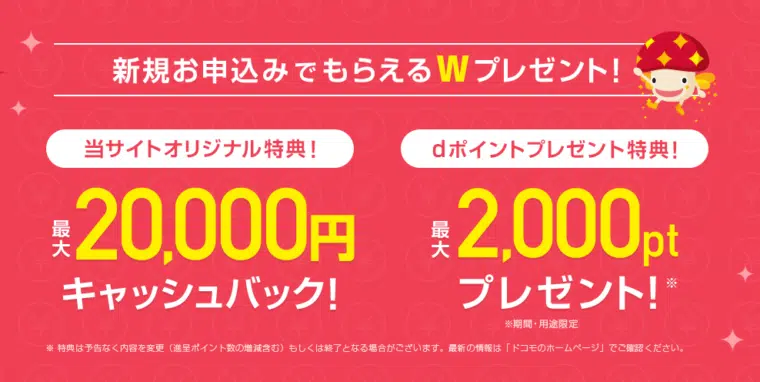 新規お申込みでもらえるWプレゼント!
当サイトオリジナル特典!
最大20,000円
キャッシュバック!
dポイントプレゼント特典!
最大2,000pt
プレゼント!※
※期間・用途限定
※ 特典は予告なく内容を変更(進呈ポイント数の増減含む)もしくは終了となる場合がございます。最新の情報は「ドコモのホームページ」でご確認ください。